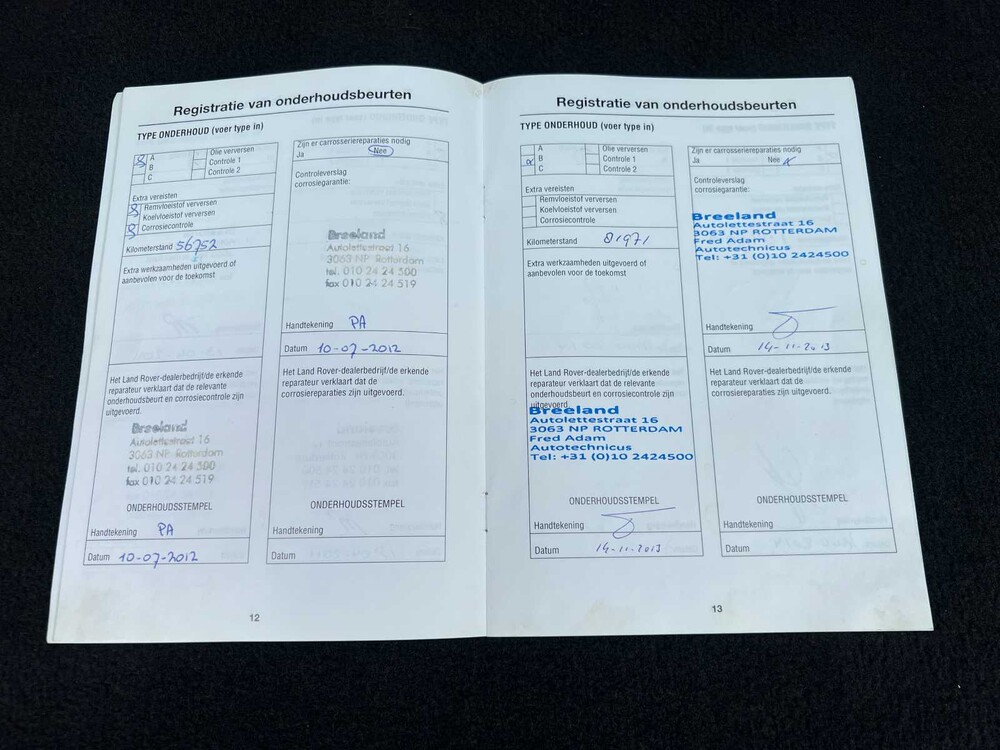 Registratie van onderhoudsbeurten
TYPE ONDERHOUD (voer type in)
A
B
C
Olie verversen
Controle 1
Controle 2
Extra vereisten
Remvloeistof verversen
Koelvloeistof verversen
Corrosiecontrole
Kilometerstand 56752
Extra werkzaamheden uitgevoerd of
aanbevolen voor de toekomst
Het Land Rover-dealerbedrijf/de erkende
reparateur verklaart dat de relevante
onderhoudsbeurt en corrosiecontrole zijn
uitgevoerd.
Breeland
Autolettestraat 16
3063 NP Rotterdam
tel. 010 24 24 500
fax 010 24 24 519
ONDERHOUDSSTEMPEL
Handtekening PA
Datum 10-07-2012
Zijn er carrosseriereparaties nodig
Ja Nee
Controleverslag
corrosiegarantie:
Breeland
Autolettestraat 16
3063 NP Rotterdam
tel. 010 24 24 500
fax 010 24 24 519
Handtekening PA
Datum 10-07-2012
Het Land Rover-dealerbedrijf/de erkende
reparateur verklaart dat de
corrosiereparaties zijn uitgevoerd.
ONDERHOUDSSTEMPEL
Handtekening
Datum
12
Registratie van onderhoudsbeurten
TYPE ONDERHOUD (voer type in)
A
B
C
Olie verversen
Controle 1
Controle 2
Extra vereisten
Remvloeistof verversen
Koelvloeistof verversen
Corrosiecontrole
Kilometerstand 81971
Extra werkzaamheden uitgevoerd of
aanbevolen voor de toekomst
Het Land Rover-dealerbedrijf/de erkende
reparateur verklaart dat de relevante
onderhoudsbeurt en corrosiecontrole zijn
uitgevoerd.
Breeland
Autolettestraat 16
3063 NP ROTTERDAM
Fred Adam
Autotechnicus
Tel: +31 (0)10 2424500
ONDERHOUDSSTEMPEL
Handtekening
Datum 14-11-2013
Zijn er carrosseriereparaties nodig
Ja Nee
Controleverslag
corrosiegarantie:
Breeland
Autolettestraat 16
3063 NP ROTTERDAM
Fred Adam
Autotechnicus
Tel: +31 (0)10 2424500
Handtekening
Datum 14-11-2013
Het Land Rover-dealerbedrijf/de erkende
reparateur verklaart dat de
corrosiereparaties zijn uitgevoerd.
ONDERHOUDSSTEMPEL
Handtekening
Datum
13